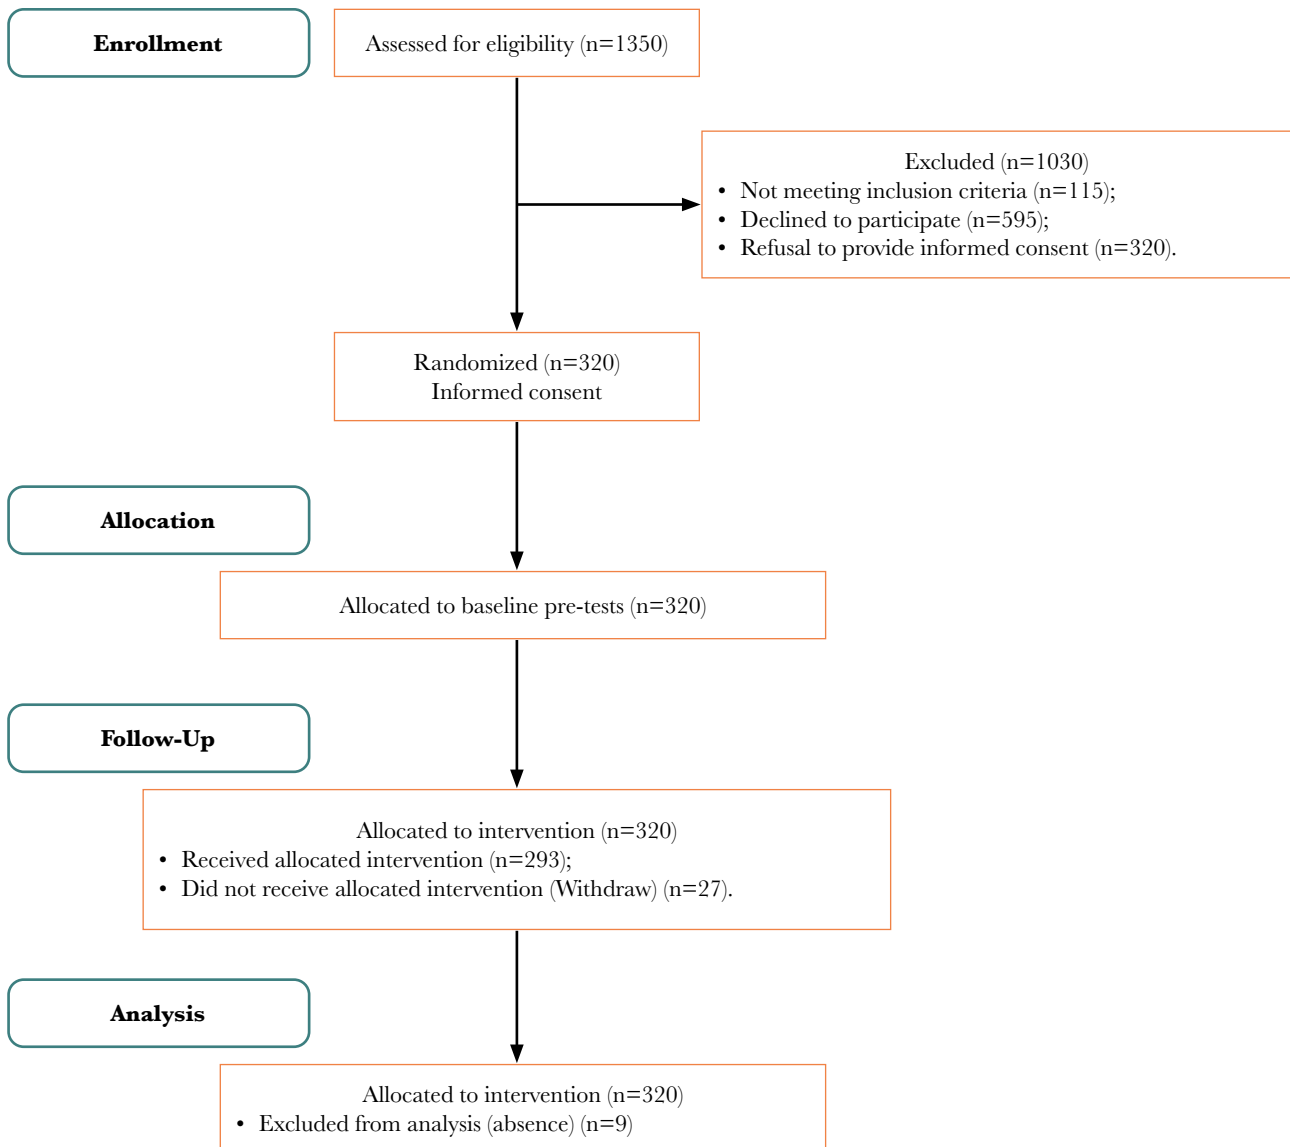 Enrollment
Assessed for eligibility (n=1350)
Excluded (n=1030)
• Not meeting inclusion criteria (n=115);
• Declined to participate (n=595);
• Refusal to provide informed consent (n=320).
Randomized (n=320)
Informed consent
Allocation
Allocated to baseline pre-tests (n=320)
Follow-Up
Allocated to intervention (n=320)
• Received allocated intervention (n=293);
• Did not receive allocated intervention (Withdraw) (n=27).
Analysis
Allocated to intervention (n=320)
• Excluded from analysis (absence) (n=9)